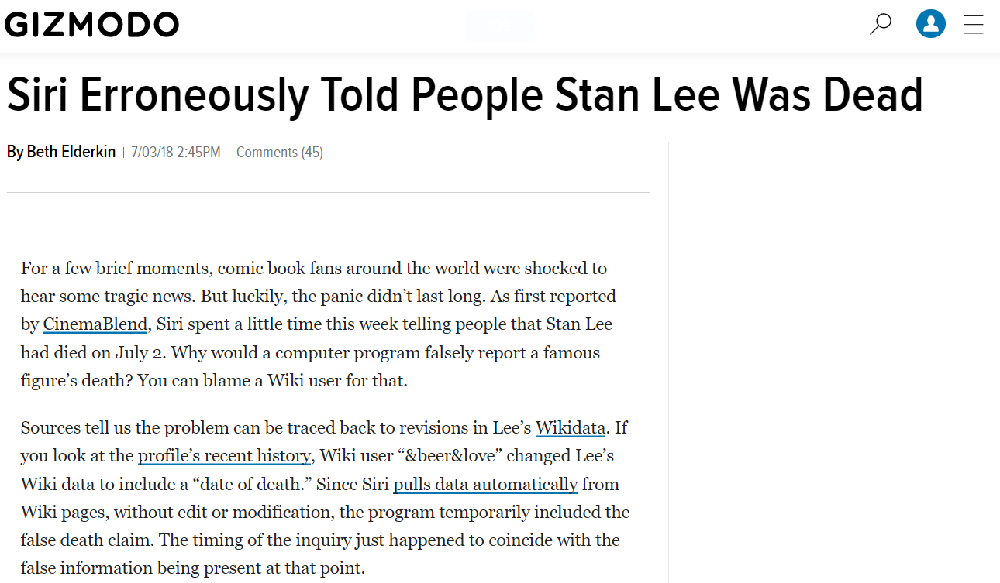 GIZMODO
Siri Erroneously Told People Stan Lee Was Dead
By Beth Elderkin | 7/03/18 2:45PM | Comments (45)
For a few brief moments, comic book fans around the world were shocked to
hear some tragic news. But luckily, the panic didn’t last long. As first reported
by CinemaBlend, Siri spent a little time this week telling people that Stan Lee
had died on July 2. Why would a computer program falsely report a famous
figure’s death? You can blame a Wiki user for that.
Sources tell us the problem can be traced back to revisions in Lee’s Wikidata. If
you look at the profile’s recent history, Wiki user “&beer&love” changed Lee’s
Wiki data to include a “date of death.” Since Siri pulls data automatically from
Wiki pages, without edit or modification, the program temporarily included the
false death claim. The timing of the inquiry just happened to coincide with the
false information being present at that point.